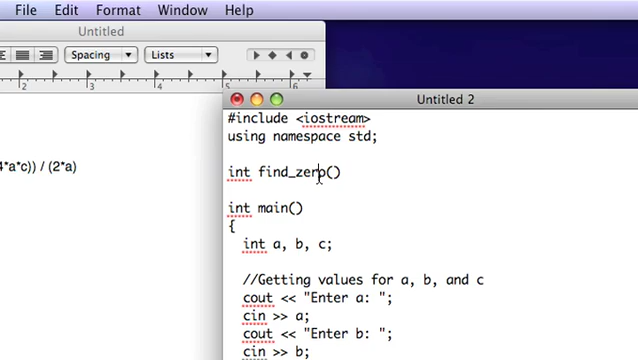 File Edit Format Window Help
Untitled
Spacing Lists
2 3 4 5 6
4*a*c)) / (2*a)
Untitled 2
#include <iostream>
using namespace std;
int find_zero()
int main()
{
int a, b, c;
//Getting values for a, b, and c
cout << "Enter a: ";
cin >> a;
cout << "Enter b: ";
cin >> b;